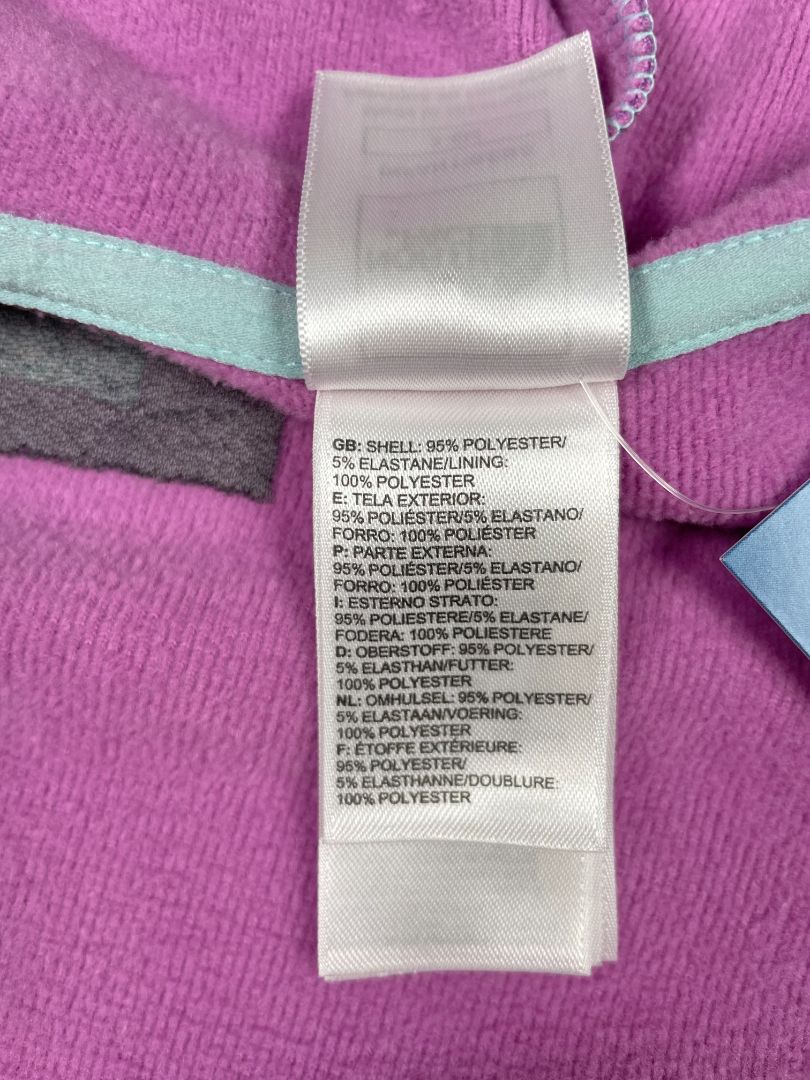 GB: SHELL: 95% POLYESTER/
5% ELASTANE/LINING:
100% POLYESTER
E: TELA EXTERIOR:
95% POLIÉSTER/5% ELASTANO/
FORRO: 100% POLIÉSTER
P: PARTE EXTERNA:
95% POLIÉSTER/5% ELASTANO/
FORRO: 100% POLIÉSTER
I: ESTERNO STRATO:
95% POLIESTERE/5% ELASTANE/
FODERA: 100% POLIESTERE
D: OBERSTOFF: 95% POLYESTER/
5% ELASTHAN/FUTTER:
100% POLYESTER
NL: OMHULSEL: 95% POLYESTER/
5% ELASTAAN/VOERING:
100% POLYESTER
F: ÉTOFFE EXTÉRIEURE:
95% POLYESTER/
5% ELASTHANNE/DOUBLURE:
100% POLYESTER